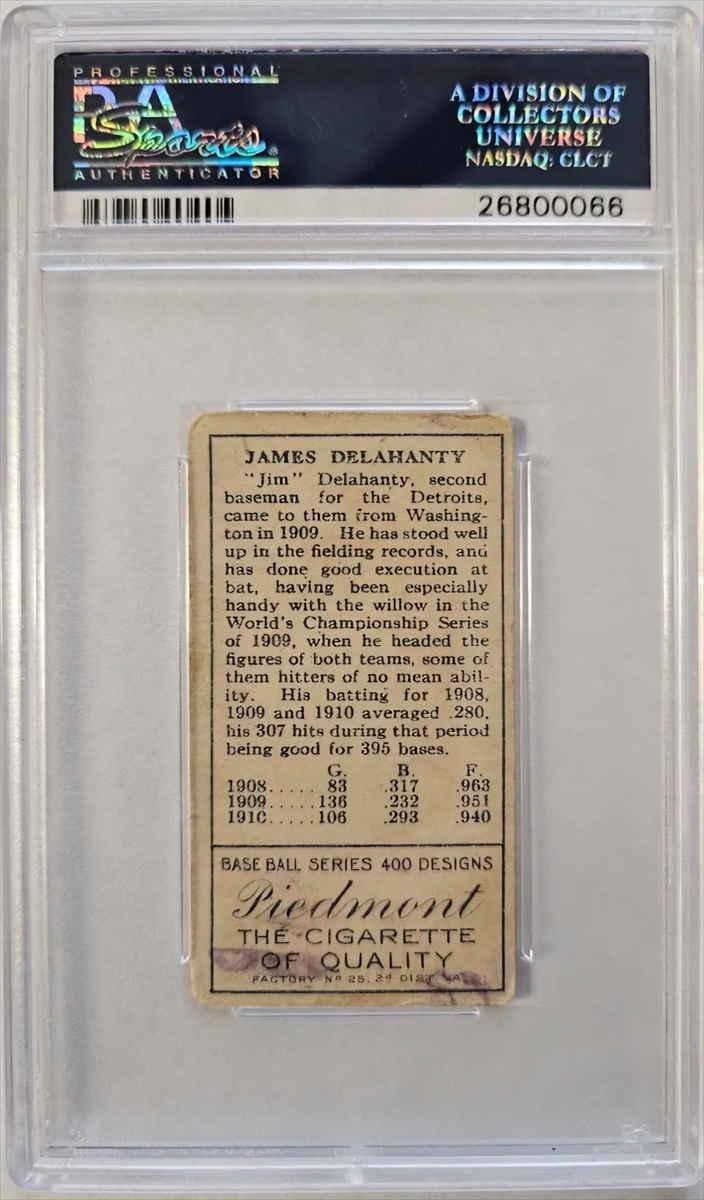 PROFESSIONAL
PSA
Sports
AUTHENTICATOR
A DIVISION OF
COLLECTORS
UNIVERSE
NASDAQ: CLCT
26800066
JAMES DELAHANTY
"Jim" Delahanty, second
baseman for the Detroits,
came to them from Washing-
ton in 1909. He has stood well
up in the fielding records, and
has done good execution at
bat, having been especially
handy with the willow in the
World's Championship Series
of 1909, when he headed the
figures of both teams, some of
them hitters of no mean abil-
ity. His batting for 1908,
1909 and 1910 averaged .280,
his 307 hits during that period
being good for 395 bases.
G. B. F.
1908..... 83 .317 .963
1909.....136 .232 .951
1910.....106 .293 .940
BASE BALL SERIES 400 DESIGNS
Piedmont
THE CIGARETTE
OF QUALITY
FACTORY No 25, 2d DIST. VA.